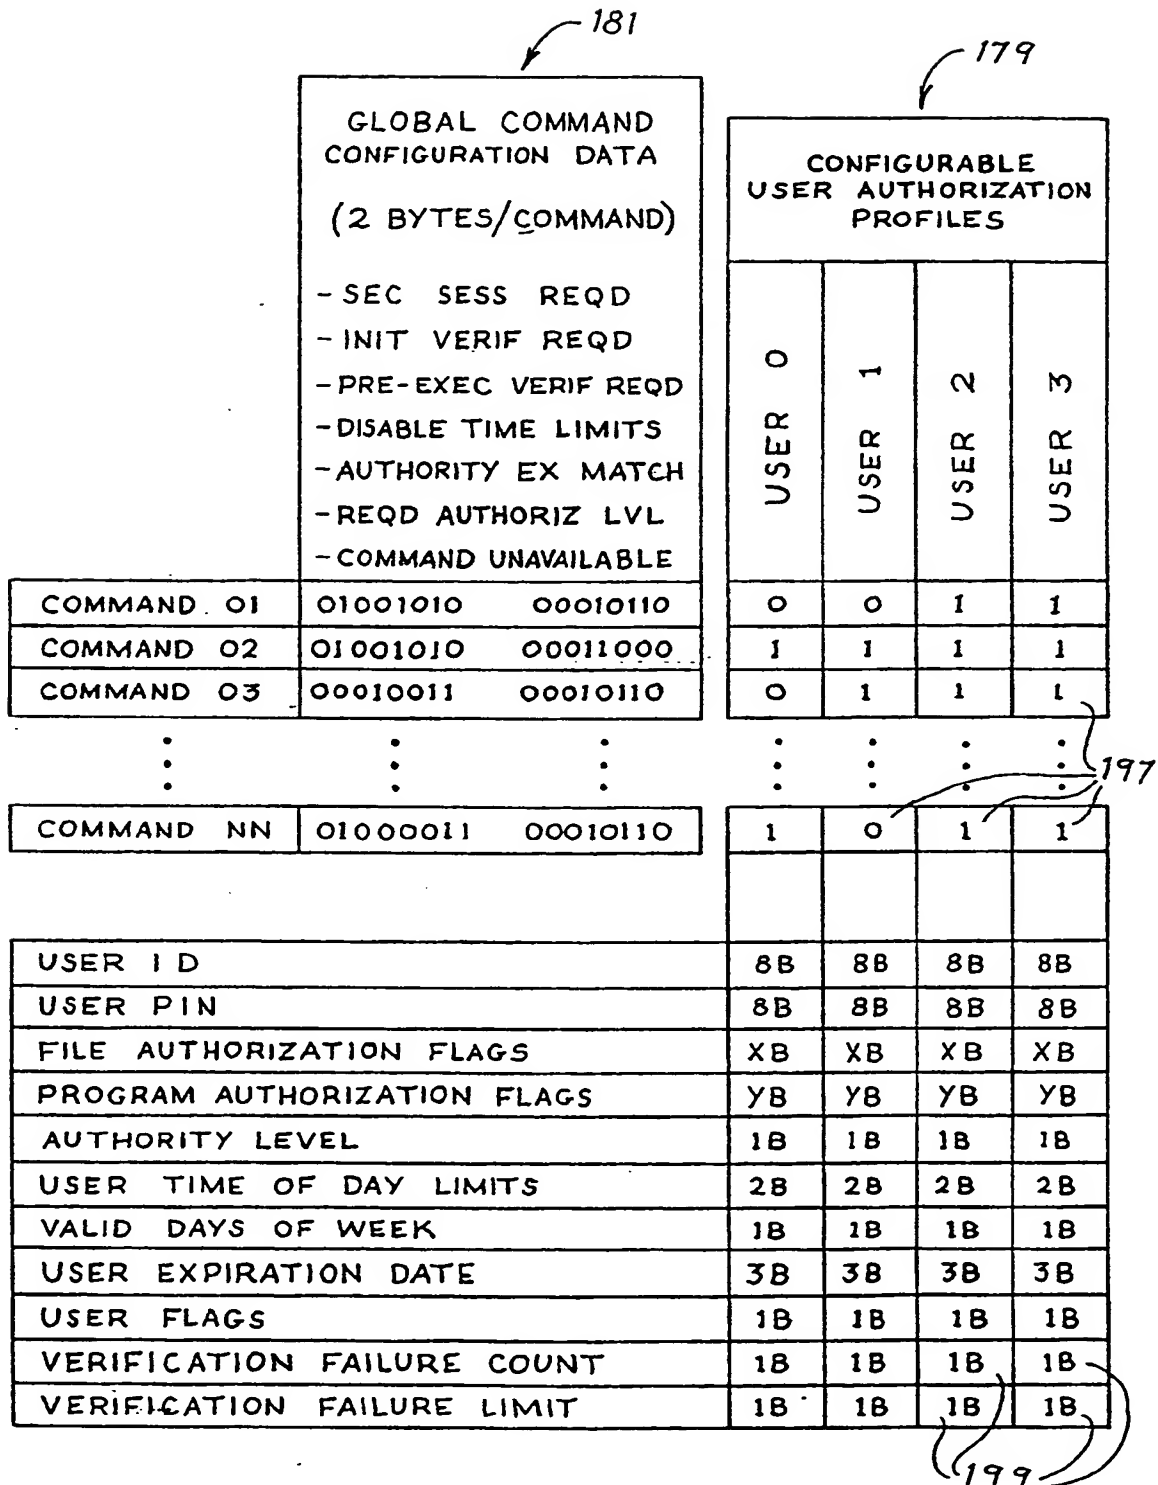 181
179
GLOBAL COMMAND
CONFIGURATION DATA
(2 BYTES/COMMAND)
- SEC SESS REQD
- INIT VERIF REQD
- PRE-EXEC VERIF REQD
- DISABLE TIME LIMITS
- AUTHORITY EX MATCH
- REQD AUTHORIZ LVL
- COMMAND UNAVAILABLE
CONFIGURABLE
USER AUTHORIZATION
PROFILES
USER 0 USER 1 USER 2 USER 3
COMMAND 01 01001010 00010110 0 0 1 1
COMMAND 02 01001010 00011000 1 1 1 1
COMMAND 03 00010011 00010110 0 1 1 1
197
COMMAND NN 01000011 00010110 1 0 1 1
USER ID 8B 8B 8B 8B
USER PIN 8B 8B 8B 8B
FILE AUTHORIZATION FLAGS XB XB XB XB
PROGRAM AUTHORIZATION FLAGS YB YB YB YB
AUTHORITY LEVEL 1B 1B 1B 1B
USER TIME OF DAY LIMITS 2B 2B 2B 2B
VALID DAYS OF WEEK 1B 1B 1B 1B
USER EXPIRATION DATE 3B 3B 3B 3B
USER FLAGS 1B 1B 1B 1B
VERIFICATION FAILURE COUNT 1B 1B 1B 1B
VERIFICATION FAILURE LIMIT 1B 1B 1B 1B
199